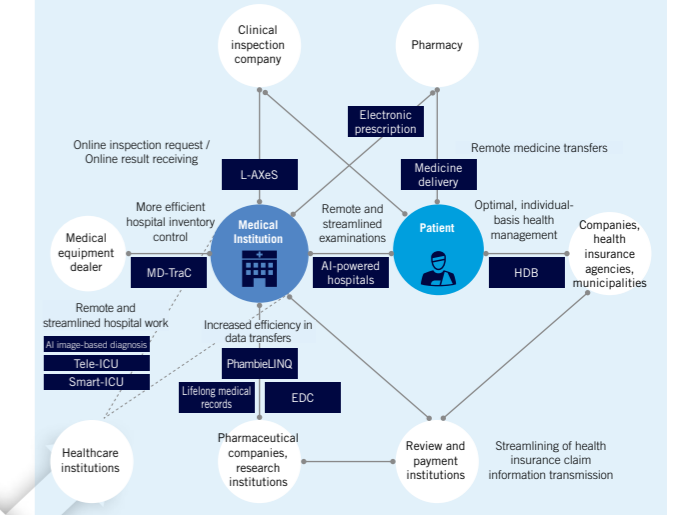 Clinical
inspection
company
Pharmacy
Electronic
prescription
Online inspection request /
Online result receiving
Remote medicine transfers
L-AXeS
Medicine
delivery
More efficient
hospital inventory
control
Medical
Institution
Remote and
streamlined
examinations
Patient
Optimal, individual-
basis health
management
Companies,
health
insurance
agencies,
municipalities
Medical
equipment
dealer
MD-TraC
AI-powered
hospitals
HDB
Remote and
streamlined hospital work
AI image-based diagnosis
Tele-ICU
Smart-ICU
Increased efficiency in
data transfers
PhambieLINQ
Lifelong medical
records
EDC
Healthcare
institutions
Pharmaceutical
companies,
research
institutions
Review and
payment
institutions
Streamlining of health
insurance claim
information transmission